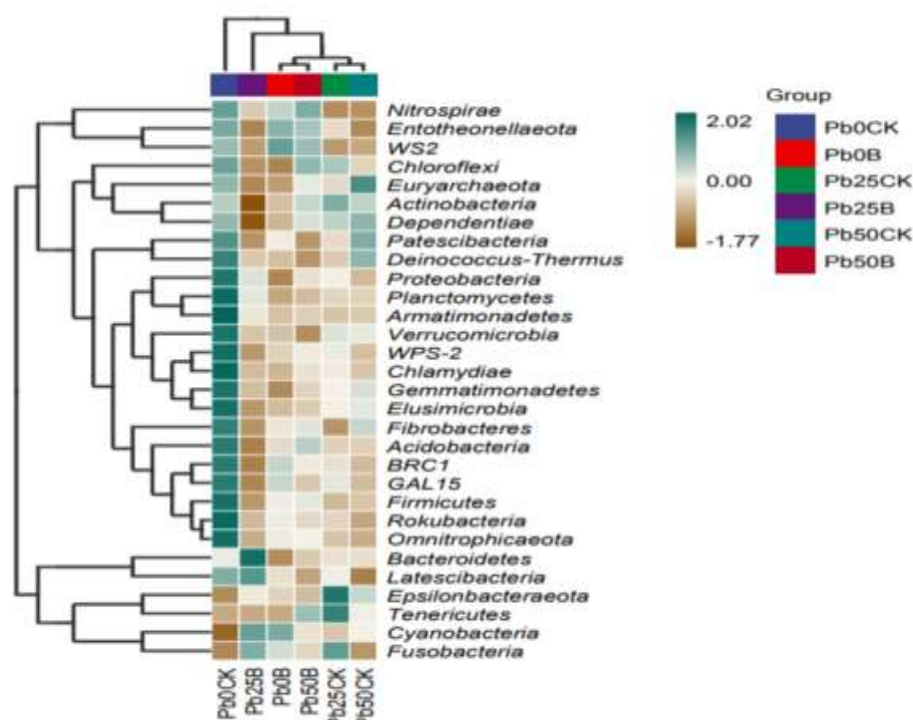 Nitrospirae
Entotheonellaeota
WS2
Chloroflexi
Euryarchaeota
Actinobacteria
Dependentiae
Patescibacteria
Deinococcus-Thermus
Proteobacteria
Planctomycetes
Armatimonadetes
Verrucomicrobia
WPS-2
Chlamydiae
Gemmatimonadetes
Elusimicrobia
Fibrobacteres
Acidobacteria
BRC1
GAL15
Firmicutes
Rokubacteria
Omnitrophicaeota
Bacteroidetes
Latescibacteria
Epsilonbacteraeota
Tenericutes
Cyanobacteria
Fusobacteria
Pb0CK
Pb25B
Pb0B
Pb50B
Pb25CK
Pb50CK
2.02
0.00
-1.77
Group
Pb0CK
Pb0B
Pb25CK
Pb25B
Pb50CK
Pb50B